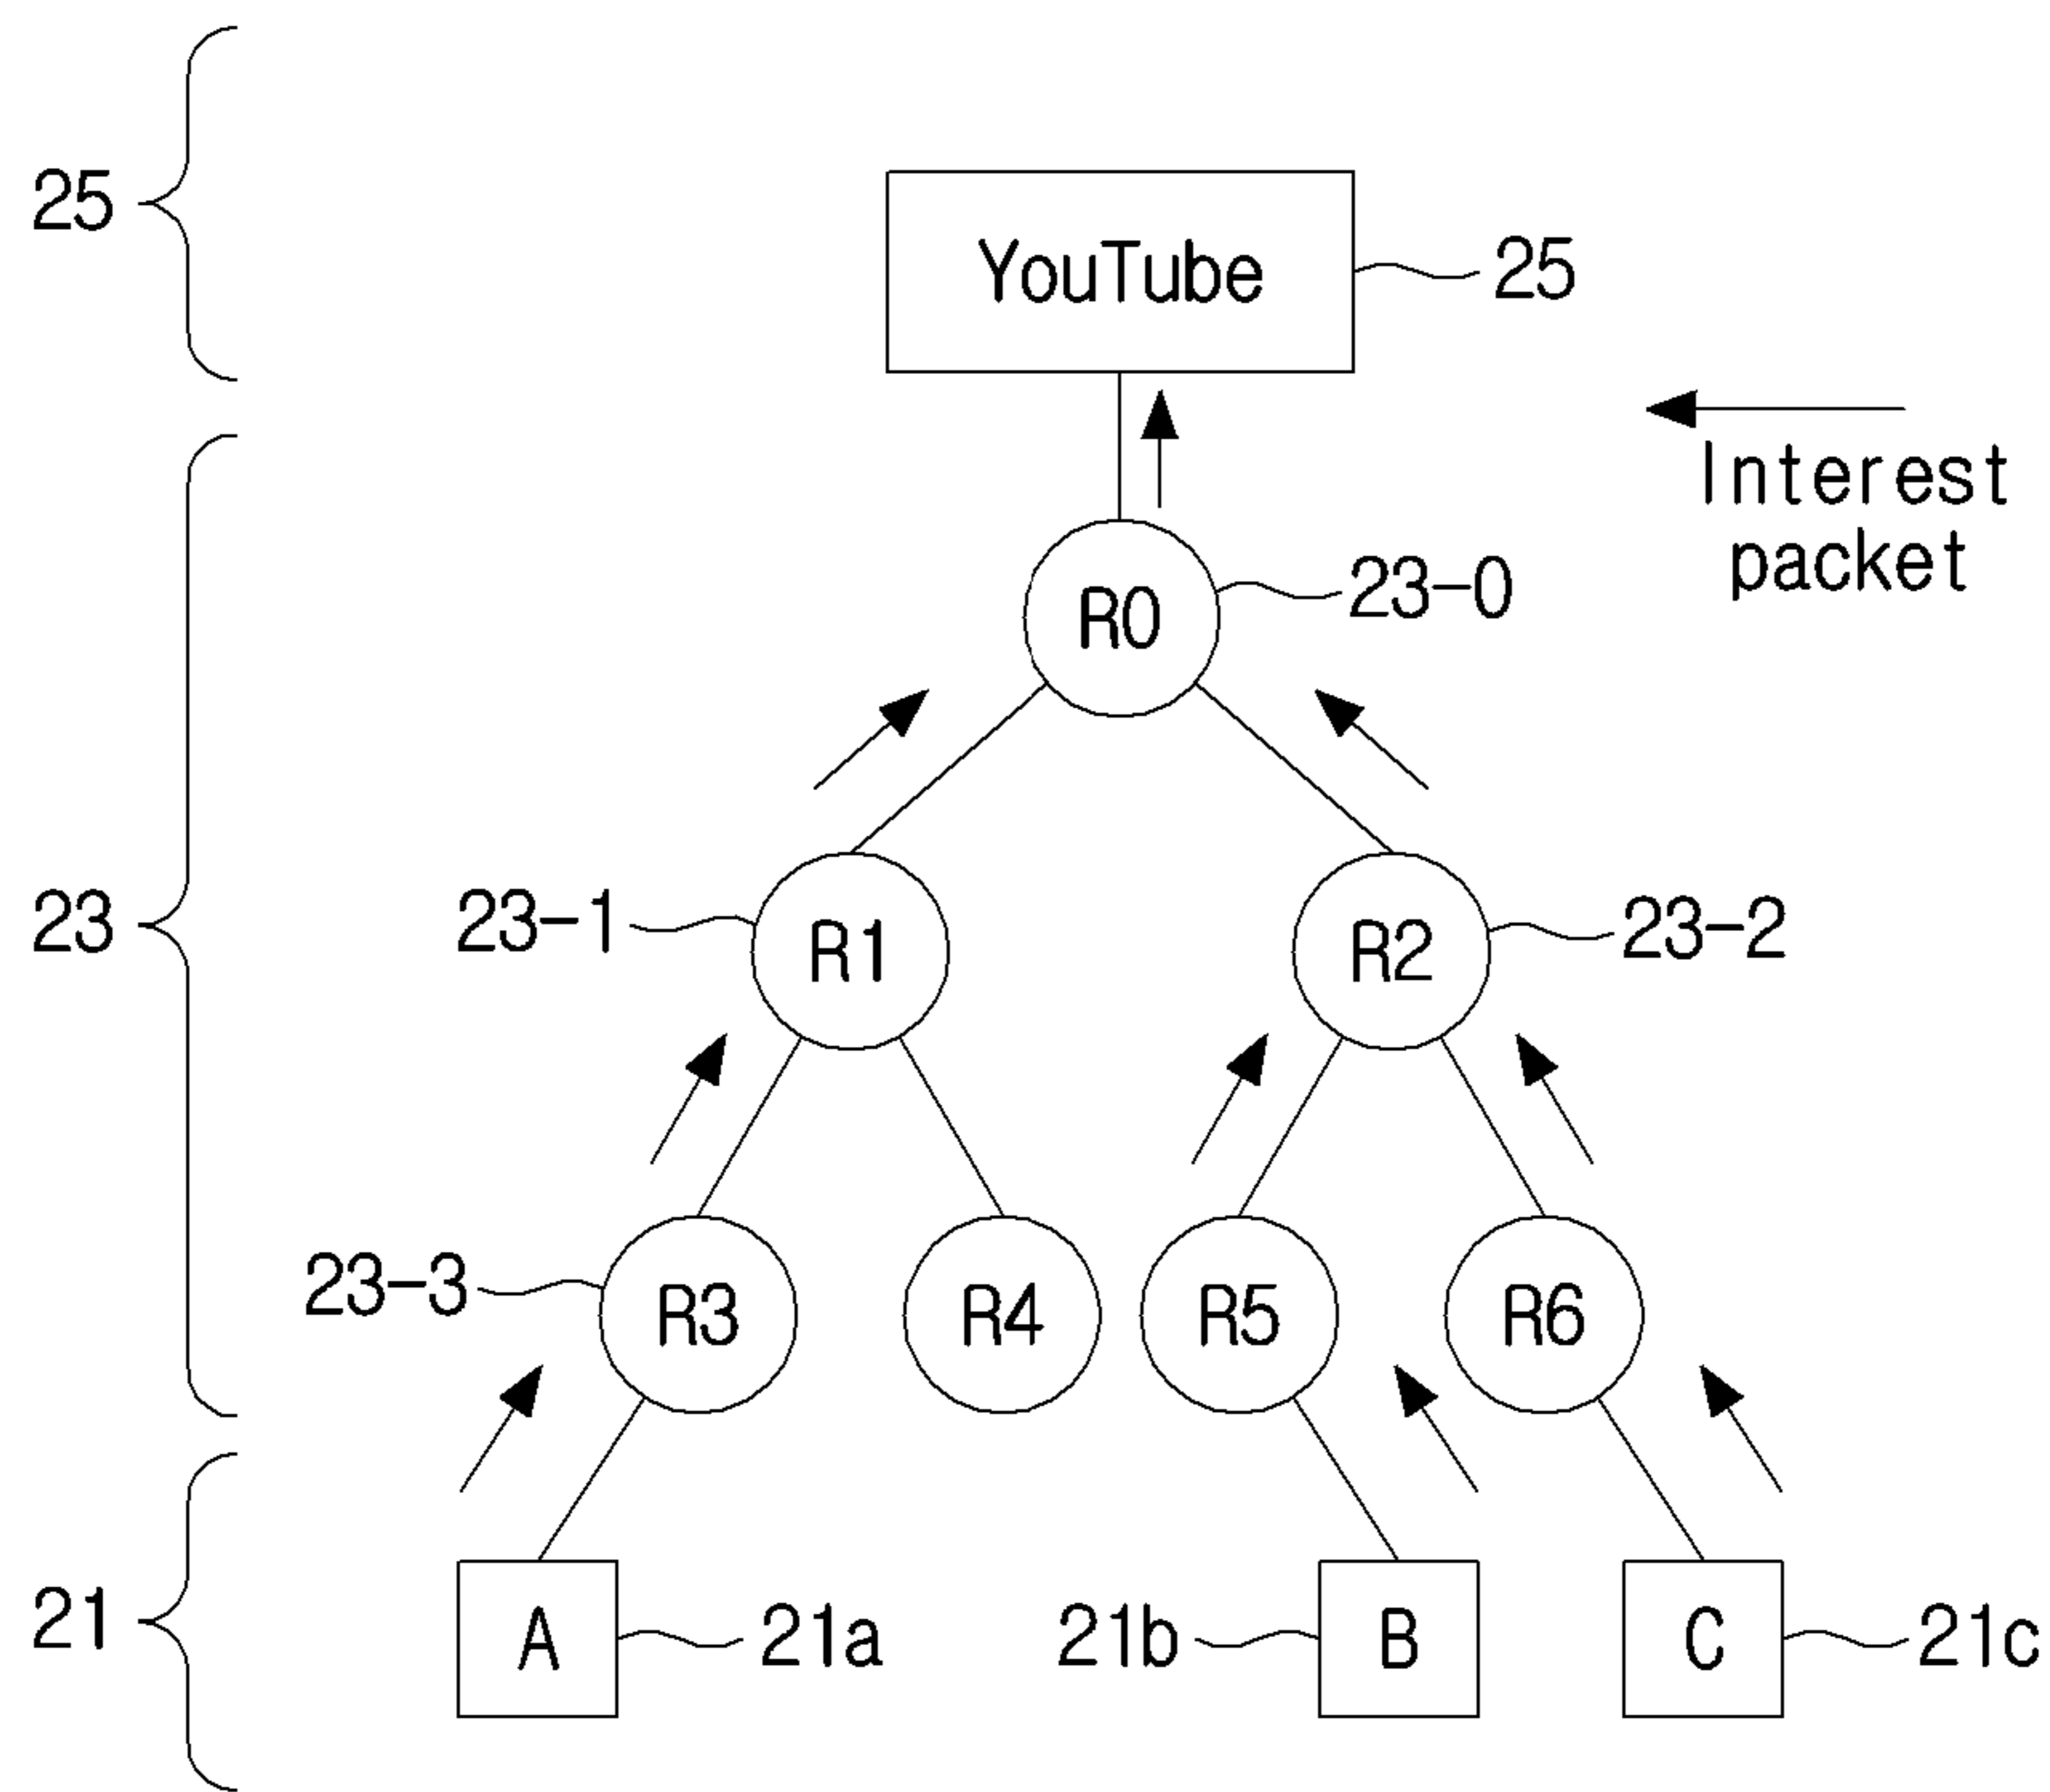 25
YouTube
25
Interest
packet
R0
23-0
23
23-1
R1
R2
23-2
23-3
R3
R4
R5
R6
21
A
21a
21b
B
C
21c